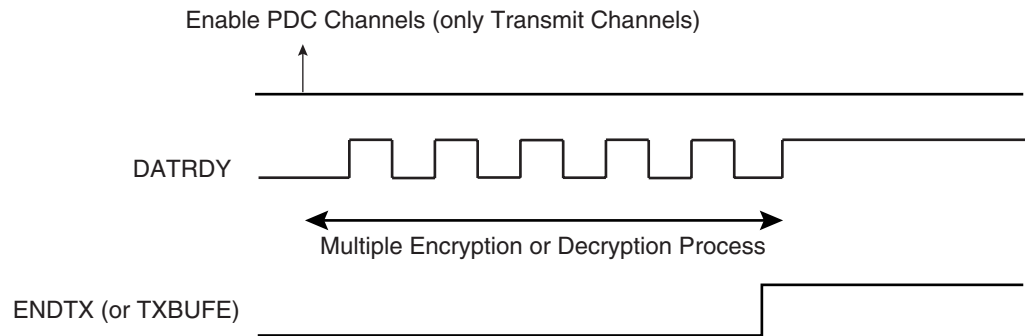 Enable PDC Channels (only Transmit Channels)
DATRDY
Multiple Encryption or Decryption Process
ENDTX (or TXBUFE)